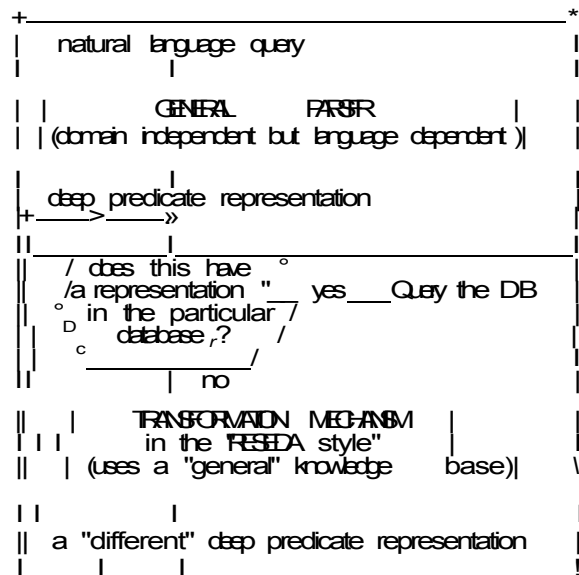 natural language query
GENERAL PARSER
(domain independent but language dependent )
deep predicate representation
/ does this have
/a representation "__ yes___Query the DB
in the particular /
database ? /
no
TRANSFORMATION MECHANISM
in the "RESEDA style"
(uses a "general" knowledge base)
a "different" deep predicate representation